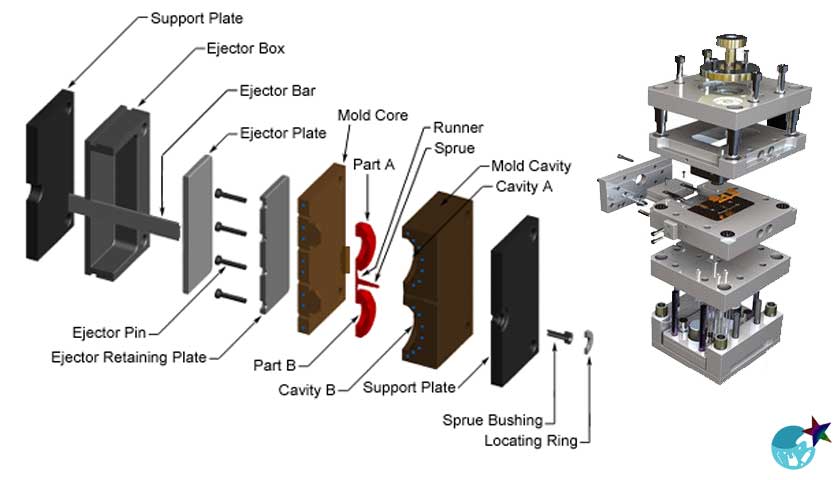 Support Plate
Ejector Box
Ejector Bar
Ejector Plate
Mold Core
Part A
Runner
Sprue
Mold Cavity
Cavity A
Ejector Pin
Ejector Retaining Plate
Part B
Cavity B
Support Plate
Sprue Bushing
Locating Ring